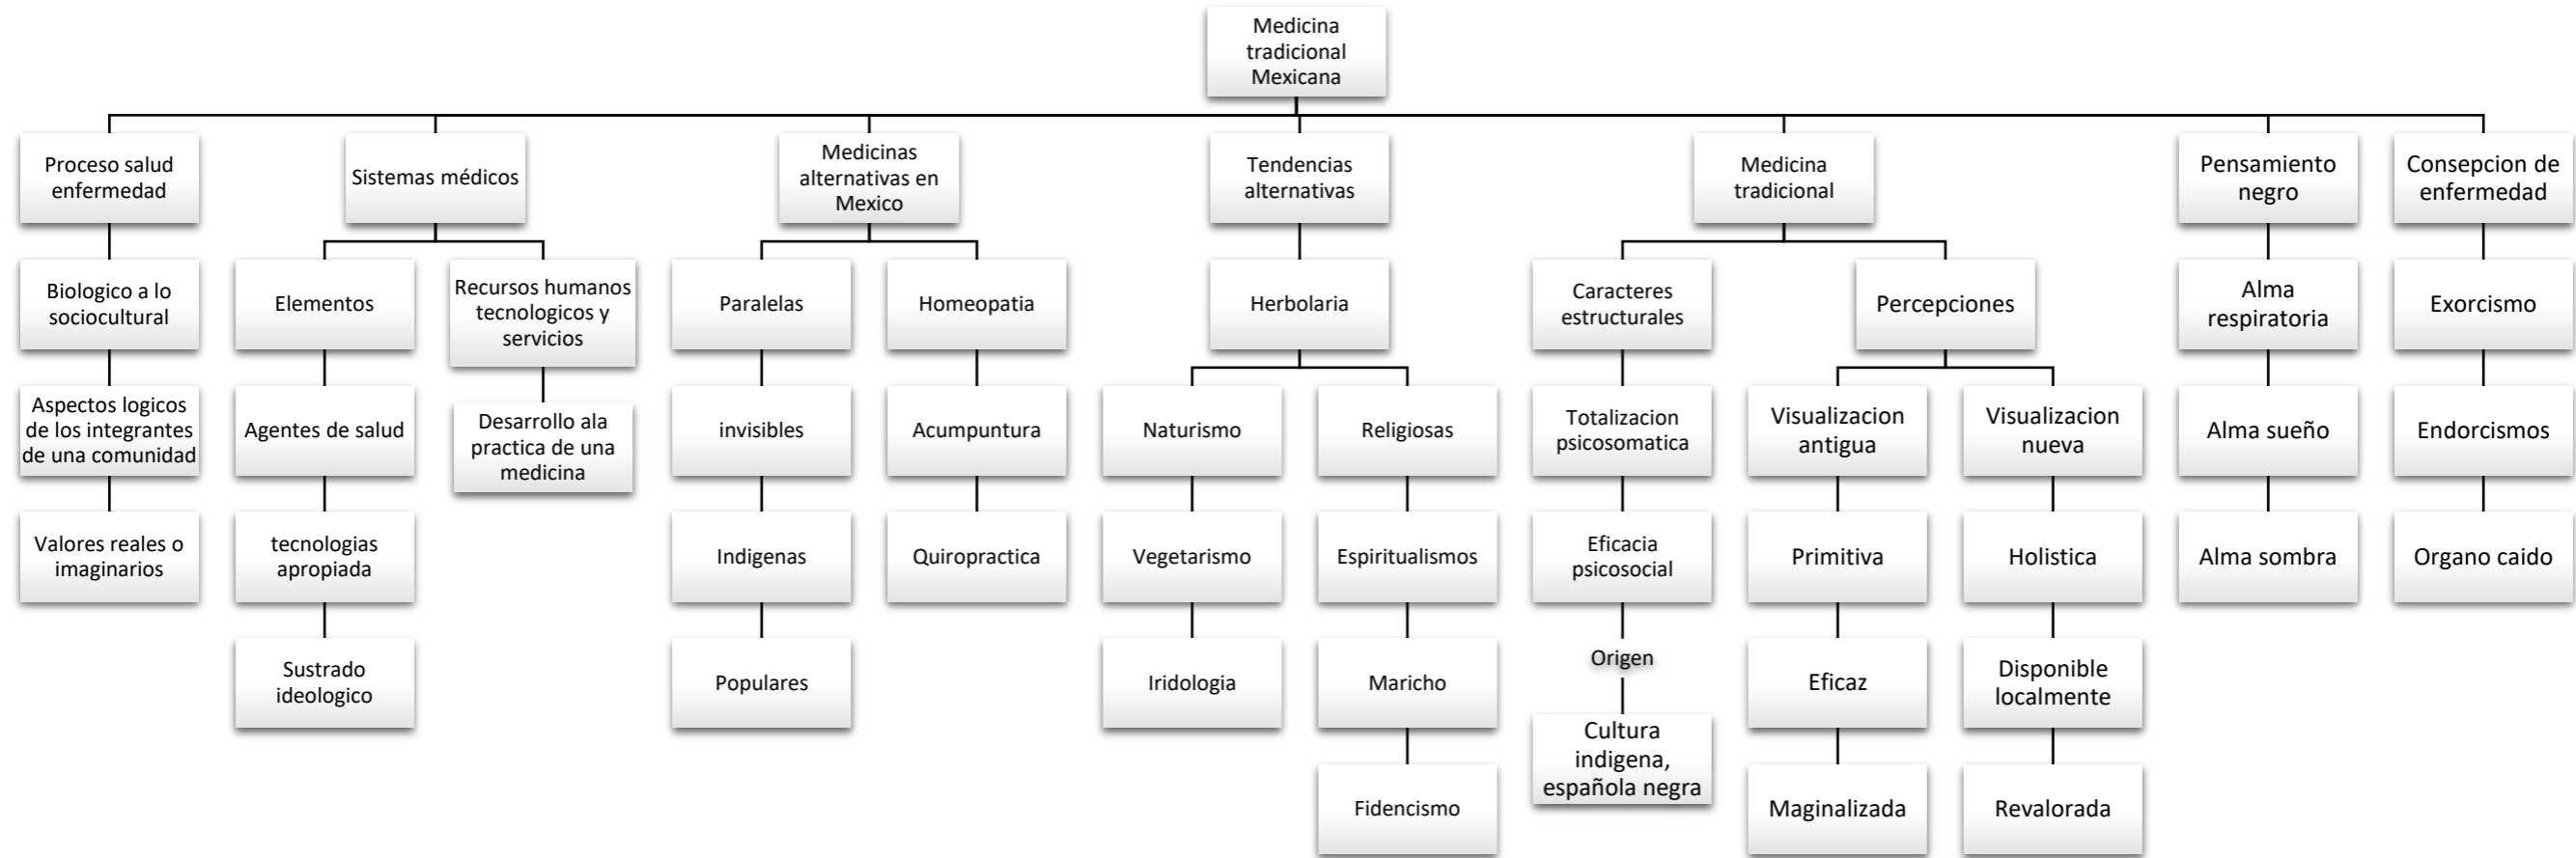 Medicina
tradicional
Mexicana
Proceso salud
enfermedad
Sistemas médicos
Medicinas
alternativas en
Mexico
Tendencias
alternativas
Medicina
tradicional
Pensamiento
negro
Consepcion de
enfermedad
Biologico a lo
sociocultural
Elementos
Recursos humanos
tecnologicos y
servicios
Paralelas
Homeopatia
Herbolaria
Caracteres
estructurales
Percepciones
Alma
respiratoria
Exorcismo
Aspectos logicos
de los integrantes
de una comunidad
Agentes de salud
Desarrollo ala
practica de una
medicina
invisibles
Acumpuntura
Naturismo
Religiosas
Totalizacion
psicosomatica
Visualizacion
antigua
Visualizacion
nueva
Alma sueño
Endorcismos
Valores reales o
imaginarios
tecnologias
apropiada
Indigenas
Quiropractica
Vegetarismo
Espiritualismos
Eficacia
psicosocial
Primitiva
Holistica
Alma sombra
Organo caido
Sustrado
ideologico
Populares
Iridologia
Maricho
Origen
Eficaz
Disponible
localmente
Cultura
indigena,
española negra
Fidencismo
Maginalizada
Revalorada